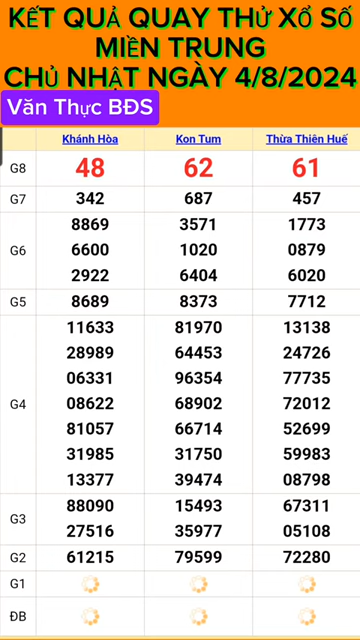 KẾT QUẢ QUAY THỬ XỔ SỐ
MIỀN TRUNG
CHỦ NHẬT NGÀY 4/8/2024
Văn Thực BĐS
Khánh Hòa Kon Tum Thừa Thiên Huế
G8 48 62 61
G7 342 687 457
8869 3571 1773
G6 6600 1020 0879
2922 6404 6020
G5 8689 8373 7712
11633 81970 13138
28989 64453 24726
06331 96354 77735
G4 08622 68902 72012
81057 66714 52699
31985 31750 59983
13377 39474 08798
G3 88090 15493 67311
27516 35977 05108
G2 61215 79599 72280
G1
ĐB